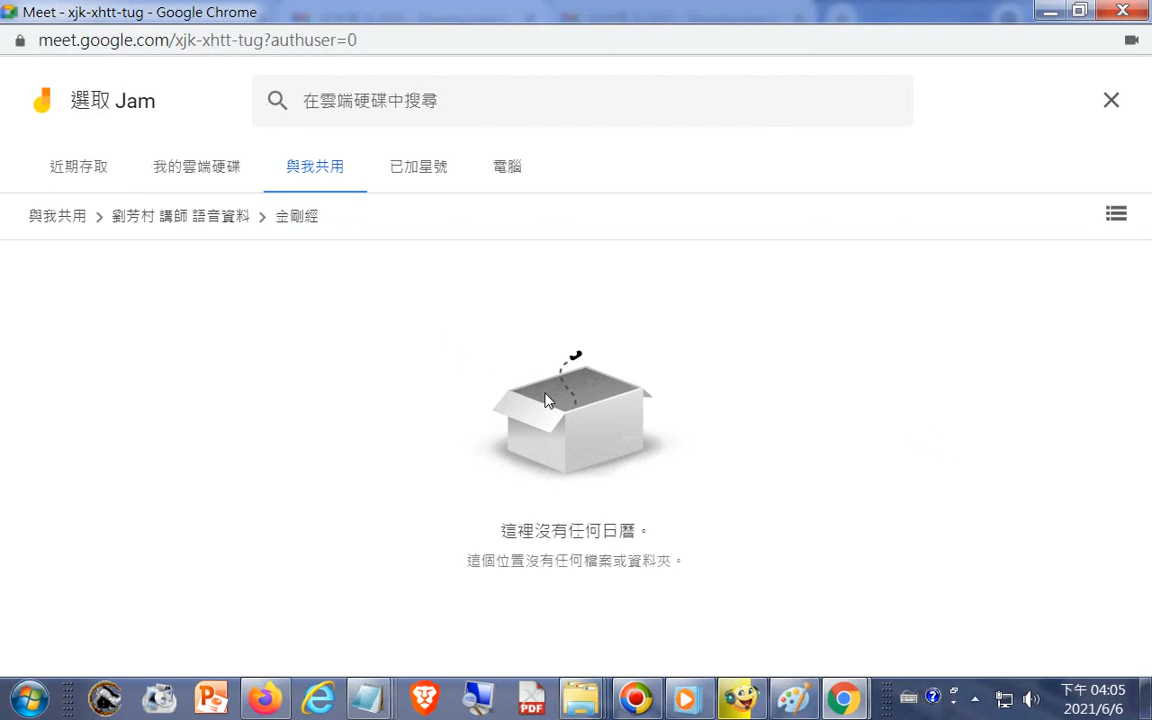 Meet - xjk-xhtt-tug - Google Chrome
meet.google.com/xjk-xhtt-tug?authuser=0
選取 Jam
在雲端硬碟中搜尋
近期存取 我的雲端硬碟 與我共用 已加星號 電腦
與我共用 > 劉芳村 講師 語音資料 > 金剛經
這裡沒有任何日曆。
這個位置沒有任何檔案或資料夾。
下午 04:05
2021/6/6